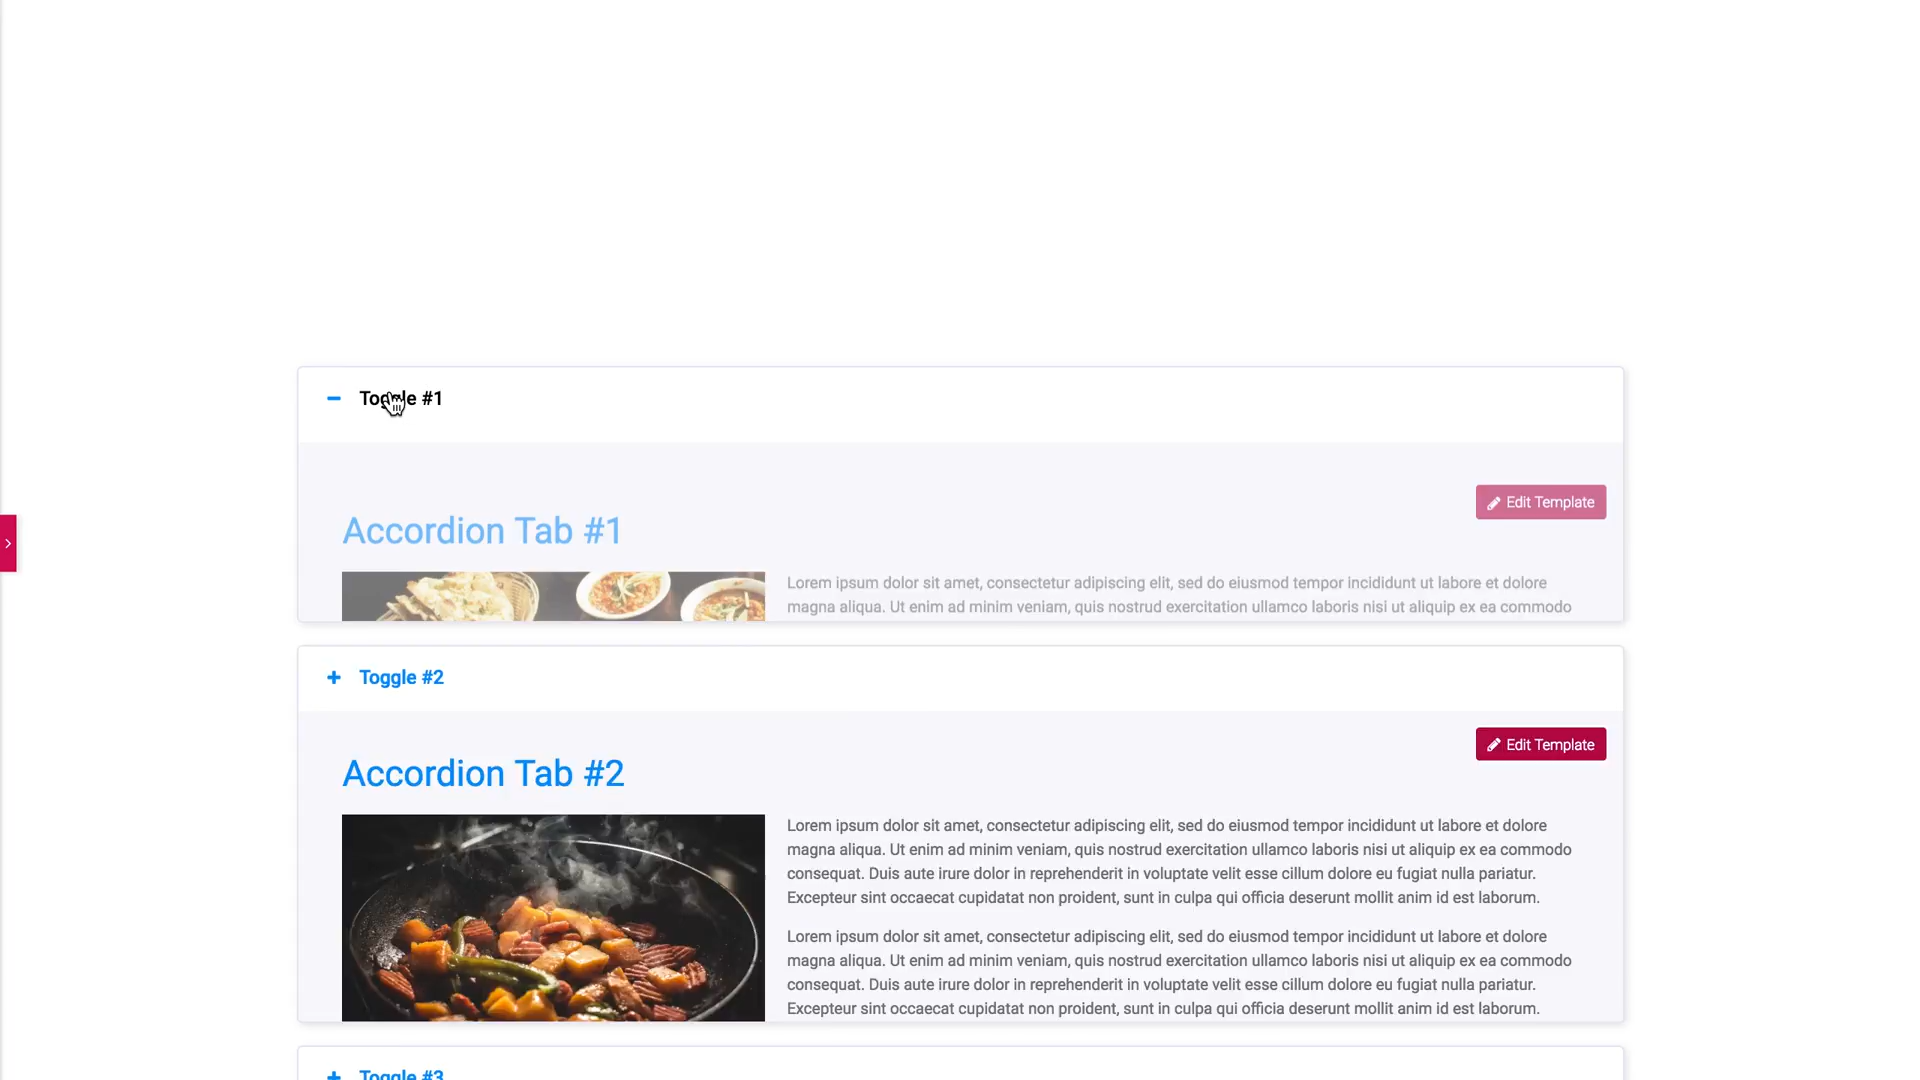 Toggle #1
Edit Template
Accordion Tab #1
Lorem ipsum dolor sit amet, consectetur adipiscing elit, sed do eiusmod tempor incididunt ut labore et dolore
magna aliqua. Ut enim ad minim veniam, quis nostrud exercitation ullamco laboris nisi ut aliquip ex ea commodo
Toggle #2
Edit Template
Accordion Tab #2
Lorem ipsum dolor sit amet, consectetur adipiscing elit, sed do eiusmod tempor incididunt ut labore et dolore
magna aliqua. Ut enim ad minim veniam, quis nostrud exercitation ullamco laboris nisi ut aliquip ex ea commodo
consequat. Duis aute irure dolor in reprehenderit in voluptate velit esse cillum dolore eu fugiat nulla pariatur.
Excepteur sint occaecat cupidatat non proident, sunt in culpa qui officia deserunt mollit anim id est laborum.
Lorem ipsum dolor sit amet, consectetur adipiscing elit, sed do eiusmod tempor incididunt ut labore et dolore
magna aliqua. Ut enim ad minim veniam, quis nostrud exercitation ullamco laboris nisi ut aliquip ex ea commodo
consequat. Duis aute irure dolor in reprehenderit in voluptate velit esse cillum dolore eu fugiat nulla pariatur.
Excepteur sint occaecat cupidatat non proident, sunt in culpa qui officia deserunt mollit anim id est laborum.
Toggle #3